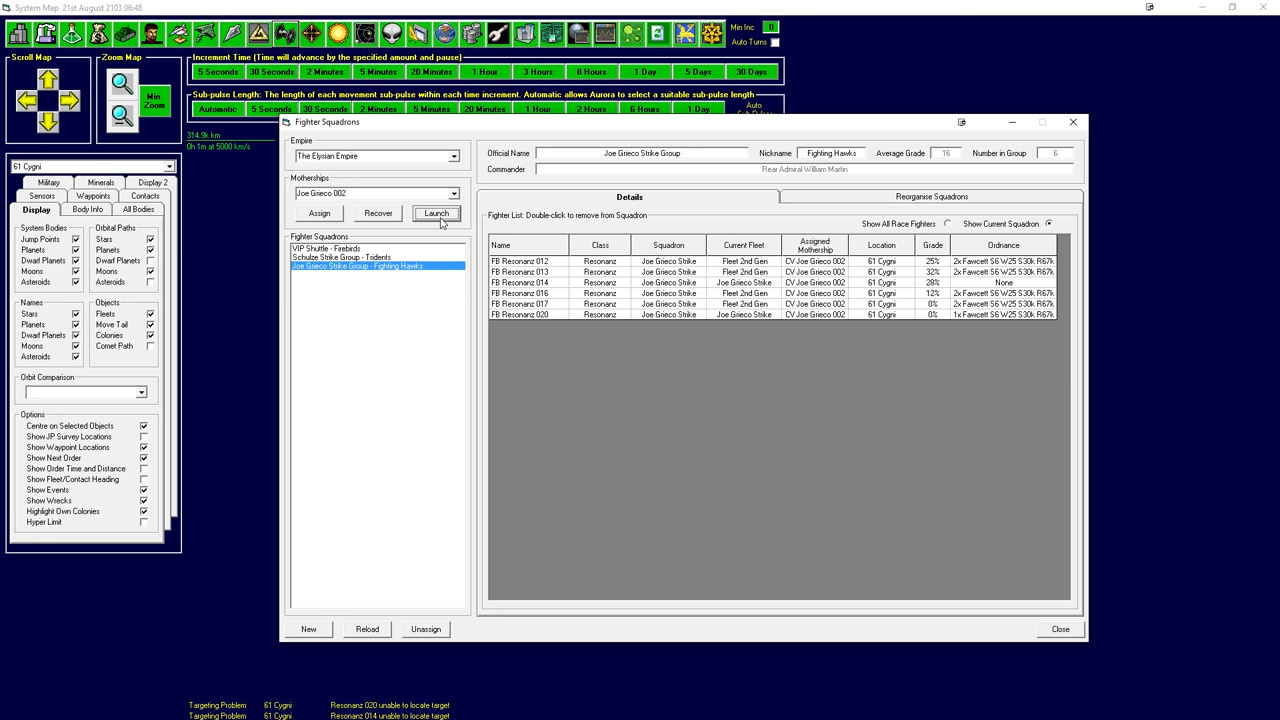 System Map  21st August 2103 06:48
Min Inc 0
Auto Turns
Scroll Map
Zoom Map
Min Zoom
Increment Time (Time will advance by the specified amount and pause)
5 Seconds 30 Seconds 2 Minutes 5 Minutes 20 Minutes 1 Hour 3 Hours 8 Hours 1 Day 5 Days 30 Days
Sub-pulse Length: The length of each movement sub-pulse within each time increment. Automatic allows Aurora to select a suitable sub-pulse length
Automatic 5 Seconds 30 Seconds 2 Minutes 5 Minutes 20 Minutes 1 Hour 2 Hours 6 Hours 1 Day
Auto
314.9k km
0h 1m at 5000 km/s
61 Cygni
Military Minerals Display 2
Sensors Waypoints Contacts
Display Body Info All Bodies
System Bodies
Jump Points
Planets
Dwarf Planets
Moons
Asteroids
Orbital Paths
Stars
Planets
Dwarf Planets
Moons
Asteroids
Names
Stars
Planets
Dwarf Planets
Moons
Asteroids
Objects
Fleets
Move Tail
Colonies
Comet Path
Orbit Comparison
Options
Centre on Selected Objects
Show JP Survey Locations
Show Waypoint Locations
Show Next Order
Show Order Time and Distance
Show Fleet/Contact Heading
Show Events
Show Wrecks
Highlight Own Colonies
Hyper Limit
Fighter Squadrons
Empire
The Elysian Empire
Motherships
Joe Grieco 002
Assign Recover Launch
Fighter Squadrons
VIP Shuttle - Firebirds
Schulze Strike Group - Tridents
Joe Grieco Strike Group - Fighting Hawks
New Reload Unassign
Official Name Joe Grieco Strike Group Nickname Fighting Hawks Average Grade 16 Number in Group 6
Commander Rear Admiral William Martin
Details Reorganise Squadrons
Fighter List: Double-click to remove from Squadron
Show All Race Fighters Show Current Squadron
Name Class Squadron Current Fleet Assigned Mothership Location Grade Ordnance
FB Resonanz 012 Resonanz Joe Grieco Strike Fleet 2nd Gen CV Joe Grieco 002 61 Cygni 25% 2x Fawcett S6 W25 S30k R67k
FB Resonanz 013 Resonanz Joe Grieco Strike Fleet 2nd Gen CV Joe Grieco 002 61 Cygni 32% 2x Fawcett S6 W25 S30k R67k
FB Resonanz 014 Resonanz Joe Grieco Strike Joe Grieco Strike CV Joe Grieco 002 61 Cygni 28% None
FB Resonanz 016 Resonanz Joe Grieco Strike Fleet 2nd Gen CV Joe Grieco 002 61 Cygni 12% 2x Fawcett S6 W25 S30k R67k
FB Resonanz 017 Resonanz Joe Grieco Strike Fleet 2nd Gen CV Joe Grieco 002 61 Cygni 0% 2x Fawcett S6 W25 S30k R67k
FB Resonanz 020 Resonanz Joe Grieco Strike Joe Grieco Strike CV Joe Grieco 002 61 Cygni 0% 1x Fawcett S6 W25 S30k R67k
Close
Targeting Problem 61 Cygni Resonanz 020 unable to locate target
Targeting Problem 61 Cygni Resonanz 014 unable to locate target